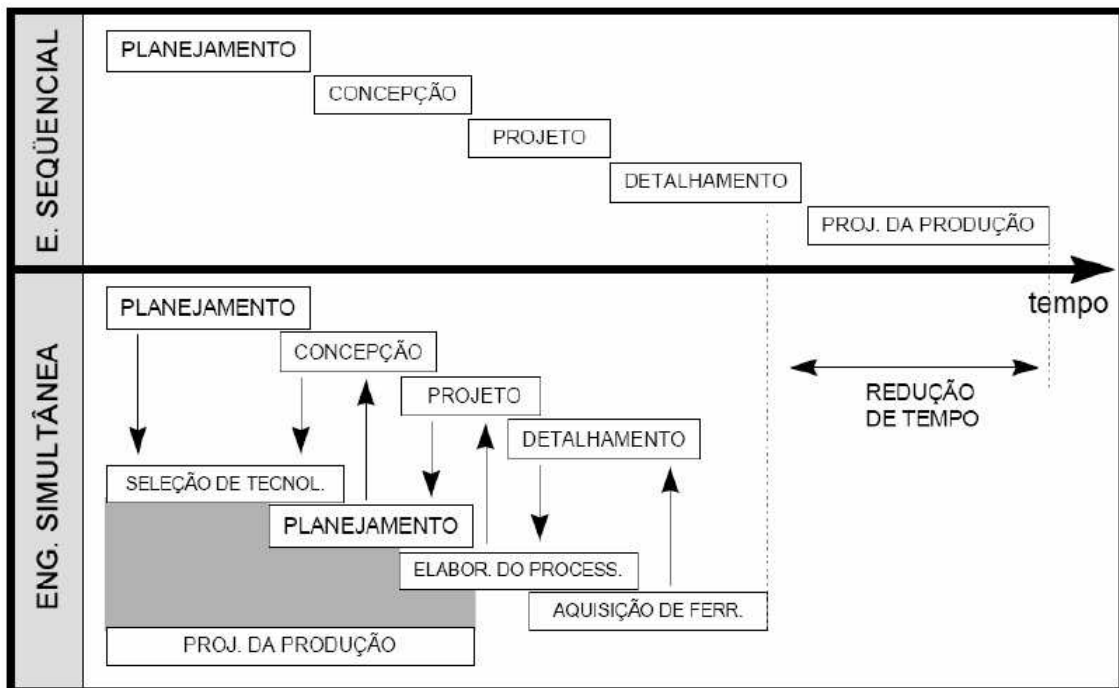 E. SEQÜENCIAL
PLANEJAMENTO
CONCEPÇÃO
PROJETO
DETALHAMENTO
PROJ. DA PRODUÇÃO
tempo
ENG. SIMULTÂNEA
PLANEJAMENTO
CONCEPÇÃO
PROJETO
DETALHAMENTO
REDUÇÃO
DE TEMPO
SELEÇÃO DE TECNOL.
PLANEJAMENTO
ELABOR. DO PROCESS.
AQUISIÇÃO DE FERR.
PROJ. DA PRODUÇÃO